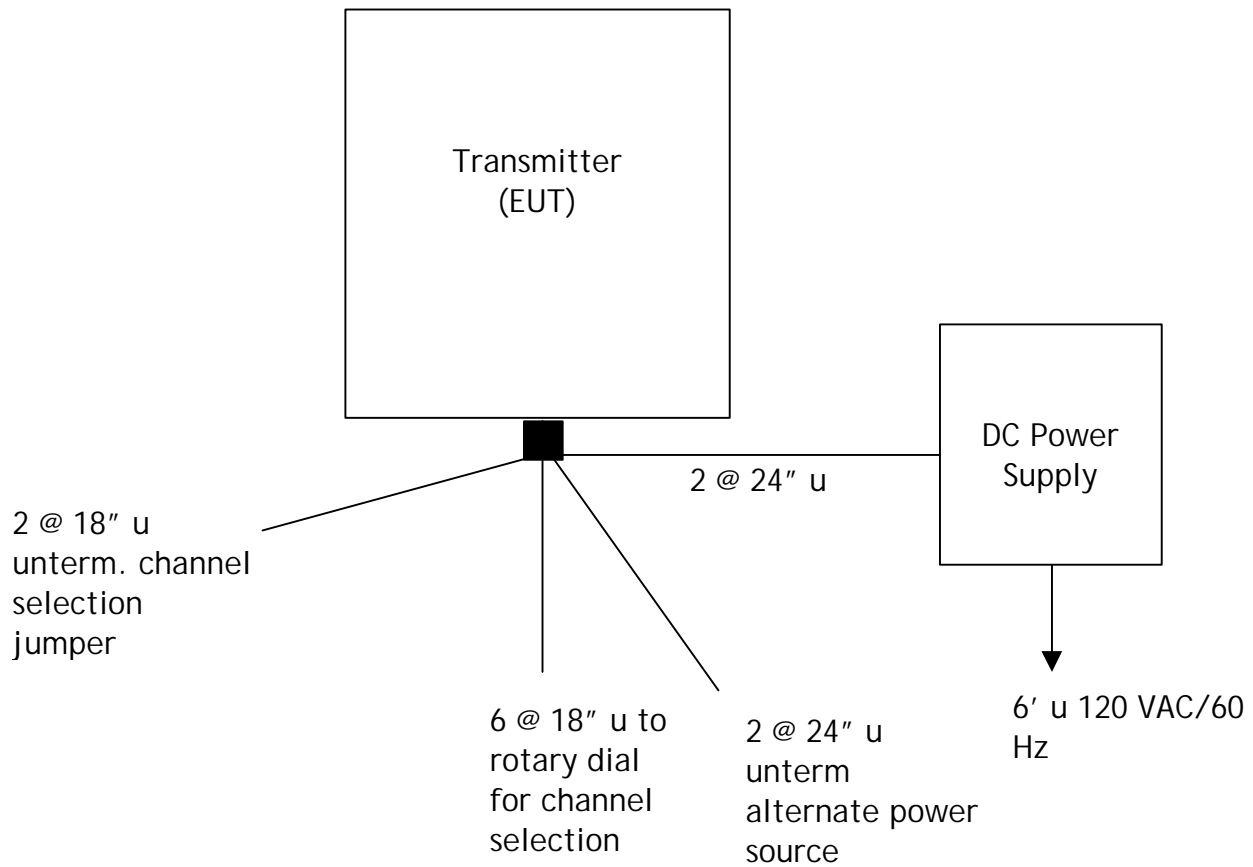 Transmitter
(EUT)
DC Power
Supply
2 @ 24" u
2 @ 18" u
unterm. channel
selection
jumper
6 @ 18" u to
rotary dial
for channel
selection
2 @ 24" u
unterm
alternate power
source
6' u 120 VAC/60
Hz